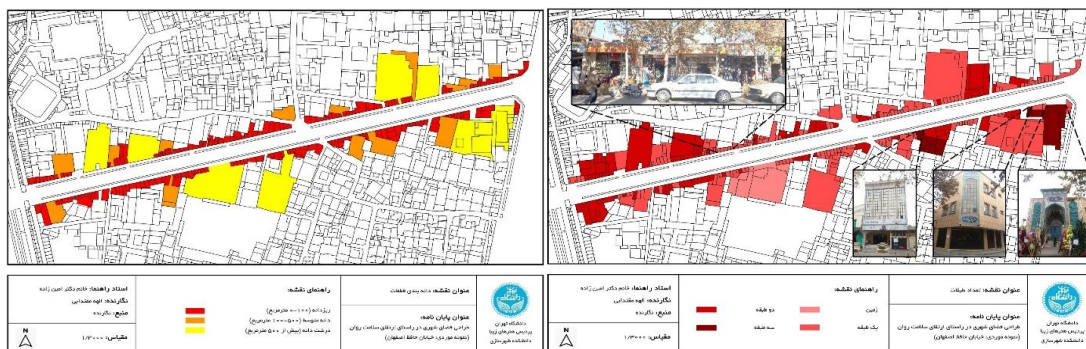 عنوان نقشه: دانه بندی قطعات
عنوان پایان نامه:
طراحی فضای شهری در راستای ارتقای سلامت روان
(نمونه موردی: خیابان حافظ اصفهان)
راهنمای نقشه:
ریزدانه (۱۰۰-۰ مترمربع)
دانه متوسط (۵۰۰-۱۰۰ مترمربع)
درشت دانه (بیش از ۵۰۰ مترمربع)
استاد راهنما: خانم دکتر امین زاده
نگارنده: الهه معتدایی
منبع: نگارنده
مقیاس: ۱/۳۰۰۰
N
دانشگاه تهران
پردیس هنرهای زیبا
دانشکده شهرسازی
عنوان نقشه: تعداد طبقات
عنوان پایان نامه:
طراحی فضای شهری در راستای ارتقای سلامت روان
(نمونه موردی: خیابان حافظ اصفهان)
راهنمای نقشه:
زمین
یک طبقه
دو طبقه
سه طبقه
استاد راهنما: خانم دکتر امین زاده
نگارنده: الهه معتدایی
منبع: نگارنده
مقیاس: ۱/۳۰۰۰
N
دانشگاه تهران
پردیس هنرهای زیبا
دانشکده شهرسازی